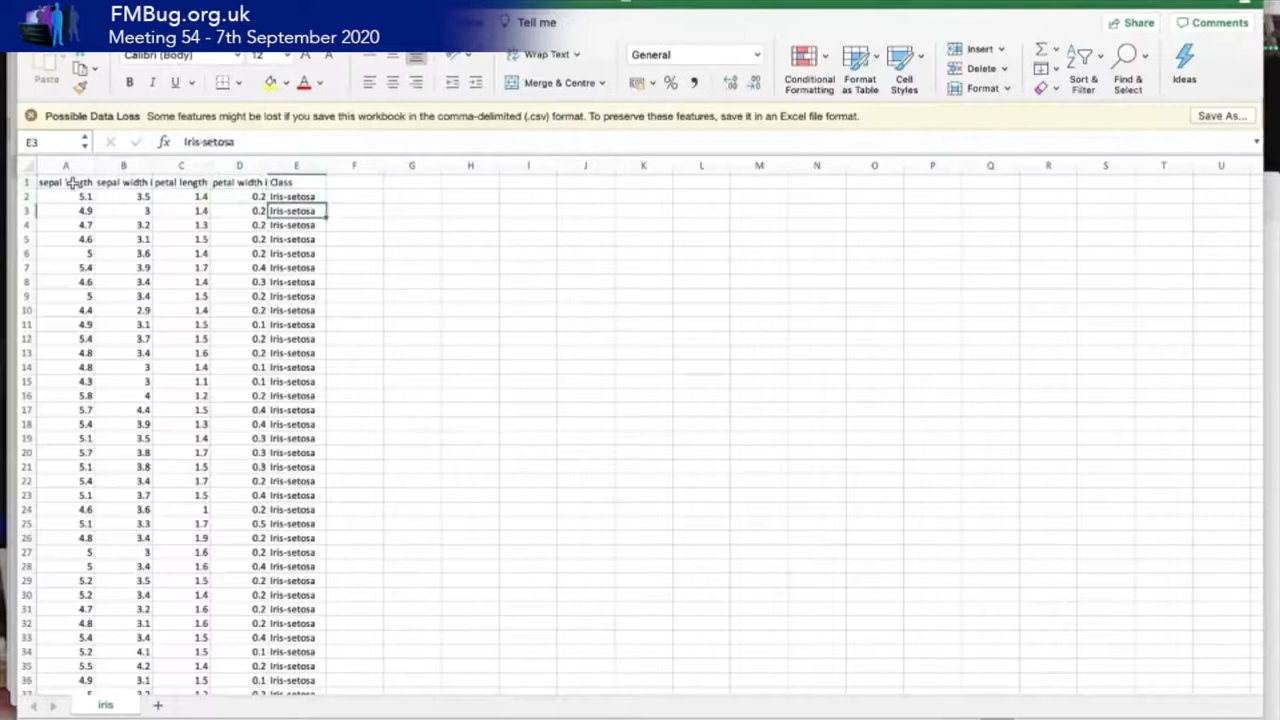 FMBug.org.uk
Meeting 54 - 7th September 2020
Tell me
Share
Comments
Paste
Calibri (Body)
12
A
A
Wrap Text
General
Insert
Delete
Format
Conditional Formatting
Format as Table
Cell Styles
Sort & Filter
Find & Select
Ideas
B I U
A
Merge & Centre
%
Possible Data Loss Some features might be lost if you save this workbook in the comma-delimited (.csv) format. To preserve these features, save it in an Excel file format.
Save As...
E3
fx
Iris-setosa
A B C D E F G H I J K L M N O P Q R S T U
1 sepal length sepal width petal length petal width Class
2 5.1 3.5 1.4 0.2 Iris-setosa
3 4.9 3 1.4 0.2 Iris-setosa
4 4.7 3.2 1.3 0.2 Iris-setosa
5 4.6 3.1 1.5 0.2 Iris-setosa
6 5 3.6 1.4 0.2 Iris-setosa
7 5.4 3.9 1.7 0.4 Iris-setosa
8 4.6 3.4 1.4 0.3 Iris-setosa
9 5 3.4 1.5 0.2 Iris-setosa
10 4.4 2.9 1.4 0.2 Iris-setosa
11 4.9 3.1 1.5 0.1 Iris-setosa
12 5.4 3.7 1.5 0.2 Iris-setosa
13 4.8 3.4 1.6 0.2 Iris-setosa
14 4.8 3 1.4 0.1 Iris-setosa
15 4.3 3 1.1 0.1 Iris-setosa
16 5.8 4 1.2 0.2 Iris-setosa
17 5.7 4.4 1.5 0.4 Iris-setosa
18 5.4 3.9 1.3 0.4 Iris-setosa
19 5.1 3.5 1.4 0.3 Iris-setosa
20 5.7 3.8 1.7 0.3 Iris-setosa
21 5.1 3.8 1.5 0.3 Iris-setosa
22 5.4 3.4 1.7 0.2 Iris-setosa
23 5.1 3.7 1.5 0.4 Iris-setosa
24 4.6 3.6 1 0.2 Iris-setosa
25 5.1 3.3 1.7 0.5 Iris-setosa
26 4.8 3.4 1.9 0.2 Iris-setosa
27 5 3 1.6 0.2 Iris-setosa
28 5 3.4 1.6 0.4 Iris-setosa
29 5.2 3.5 1.5 0.2 Iris-setosa
30 5.2 3.4 1.4 0.2 Iris-setosa
31 4.7 3.2 1.6 0.2 Iris-setosa
32 4.8 3.1 1.6 0.2 Iris-setosa
33 5.4 3.4 1.5 0.4 Iris-setosa
34 5.2 4.1 1.5 0.1 Iris-setosa
35 5.5 4.2 1.4 0.2 Iris-setosa
36 4.9 3.1 1.5 0.1 Iris-setosa
iris